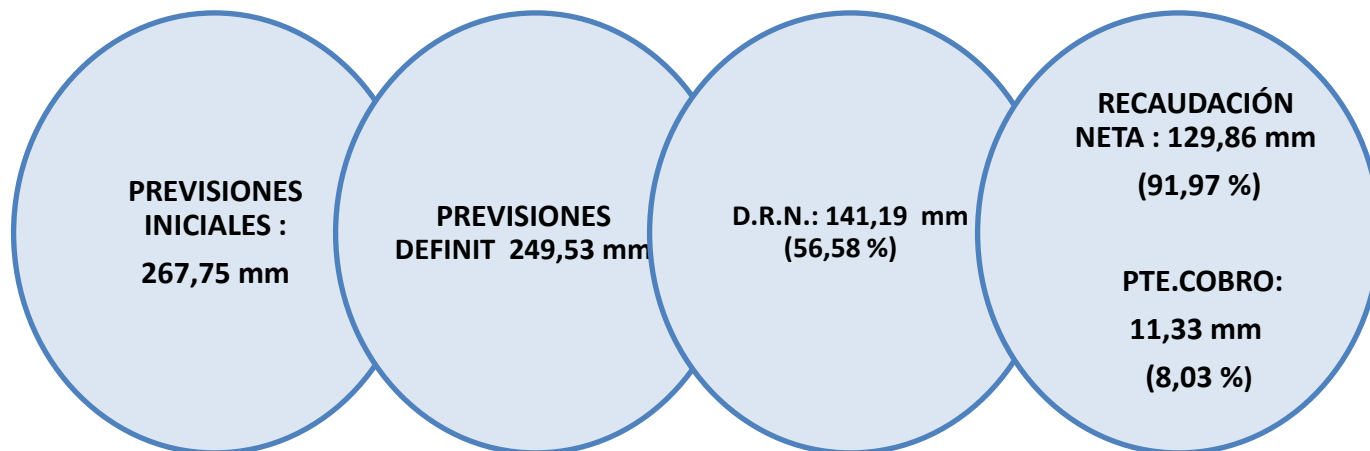 PREVISIONES
INICIALES :
267,75 mm
PREVISIONES
DEFINIT 249,53 mm
D.R.N.: 141,19 mm
(56,58 %)
RECAUDACIÓN
NETA : 129,86 mm
(91,97 %)
PTE.COBRO:
11,33 mm
(8,03 %)